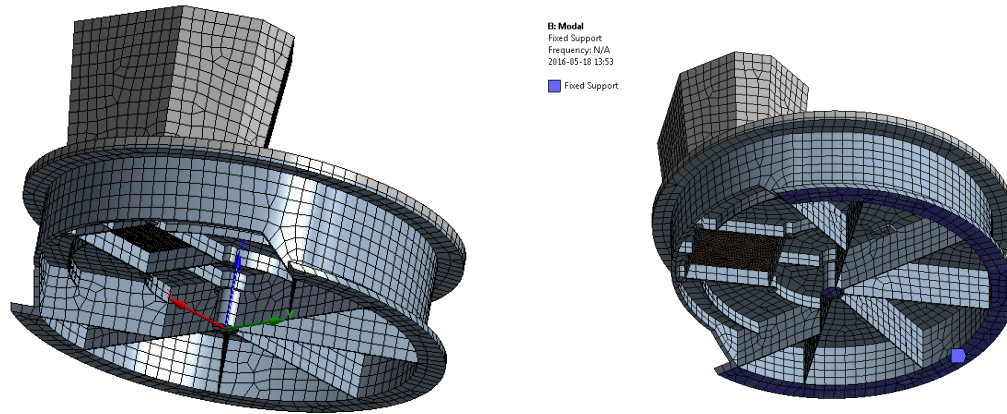 B: Modal
Fixed Support
Frequency: N/A
2016-05-18 13:53
Fixed Support